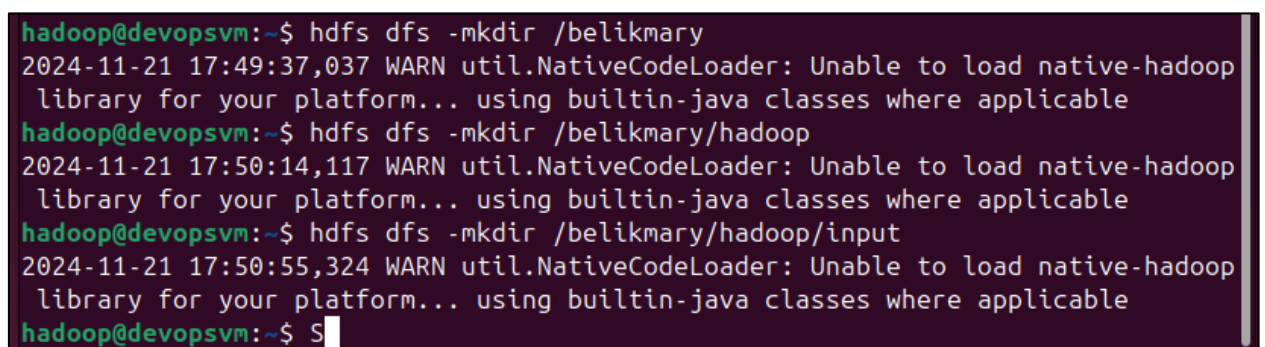 hadoop@devopsvm:~$ hdfs dfs -mkdir /belikmary
2024-11-21 17:49:37,037 WARN util.NativeCodeLoader: Unable to load native-hadoop
 library for your platform... using builtin-java classes where applicable
hadoop@devopsvm:~$ hdfs dfs -mkdir /belikmary/hadoop
2024-11-21 17:50:14,117 WARN util.NativeCodeLoader: Unable to load native-hadoop
 library for your platform... using builtin-java classes where applicable
hadoop@devopsvm:~$ hdfs dfs -mkdir /belikmary/hadoop/input
2024-11-21 17:50:55,324 WARN util.NativeCodeLoader: Unable to load native-hadoop
 library for your platform... using builtin-java classes where applicable
hadoop@devopsvm:~$ S